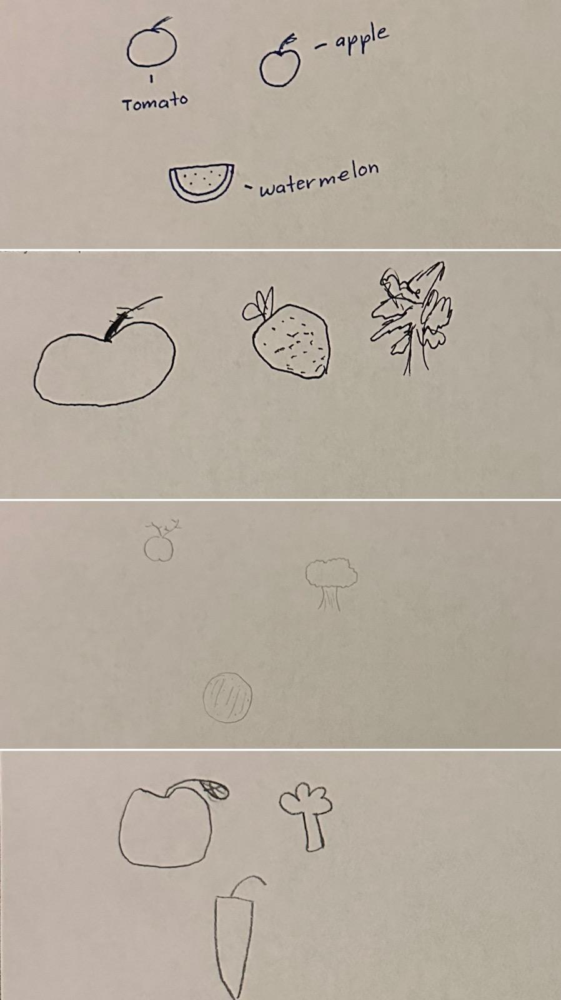 - apple
Tomato
- watermelon